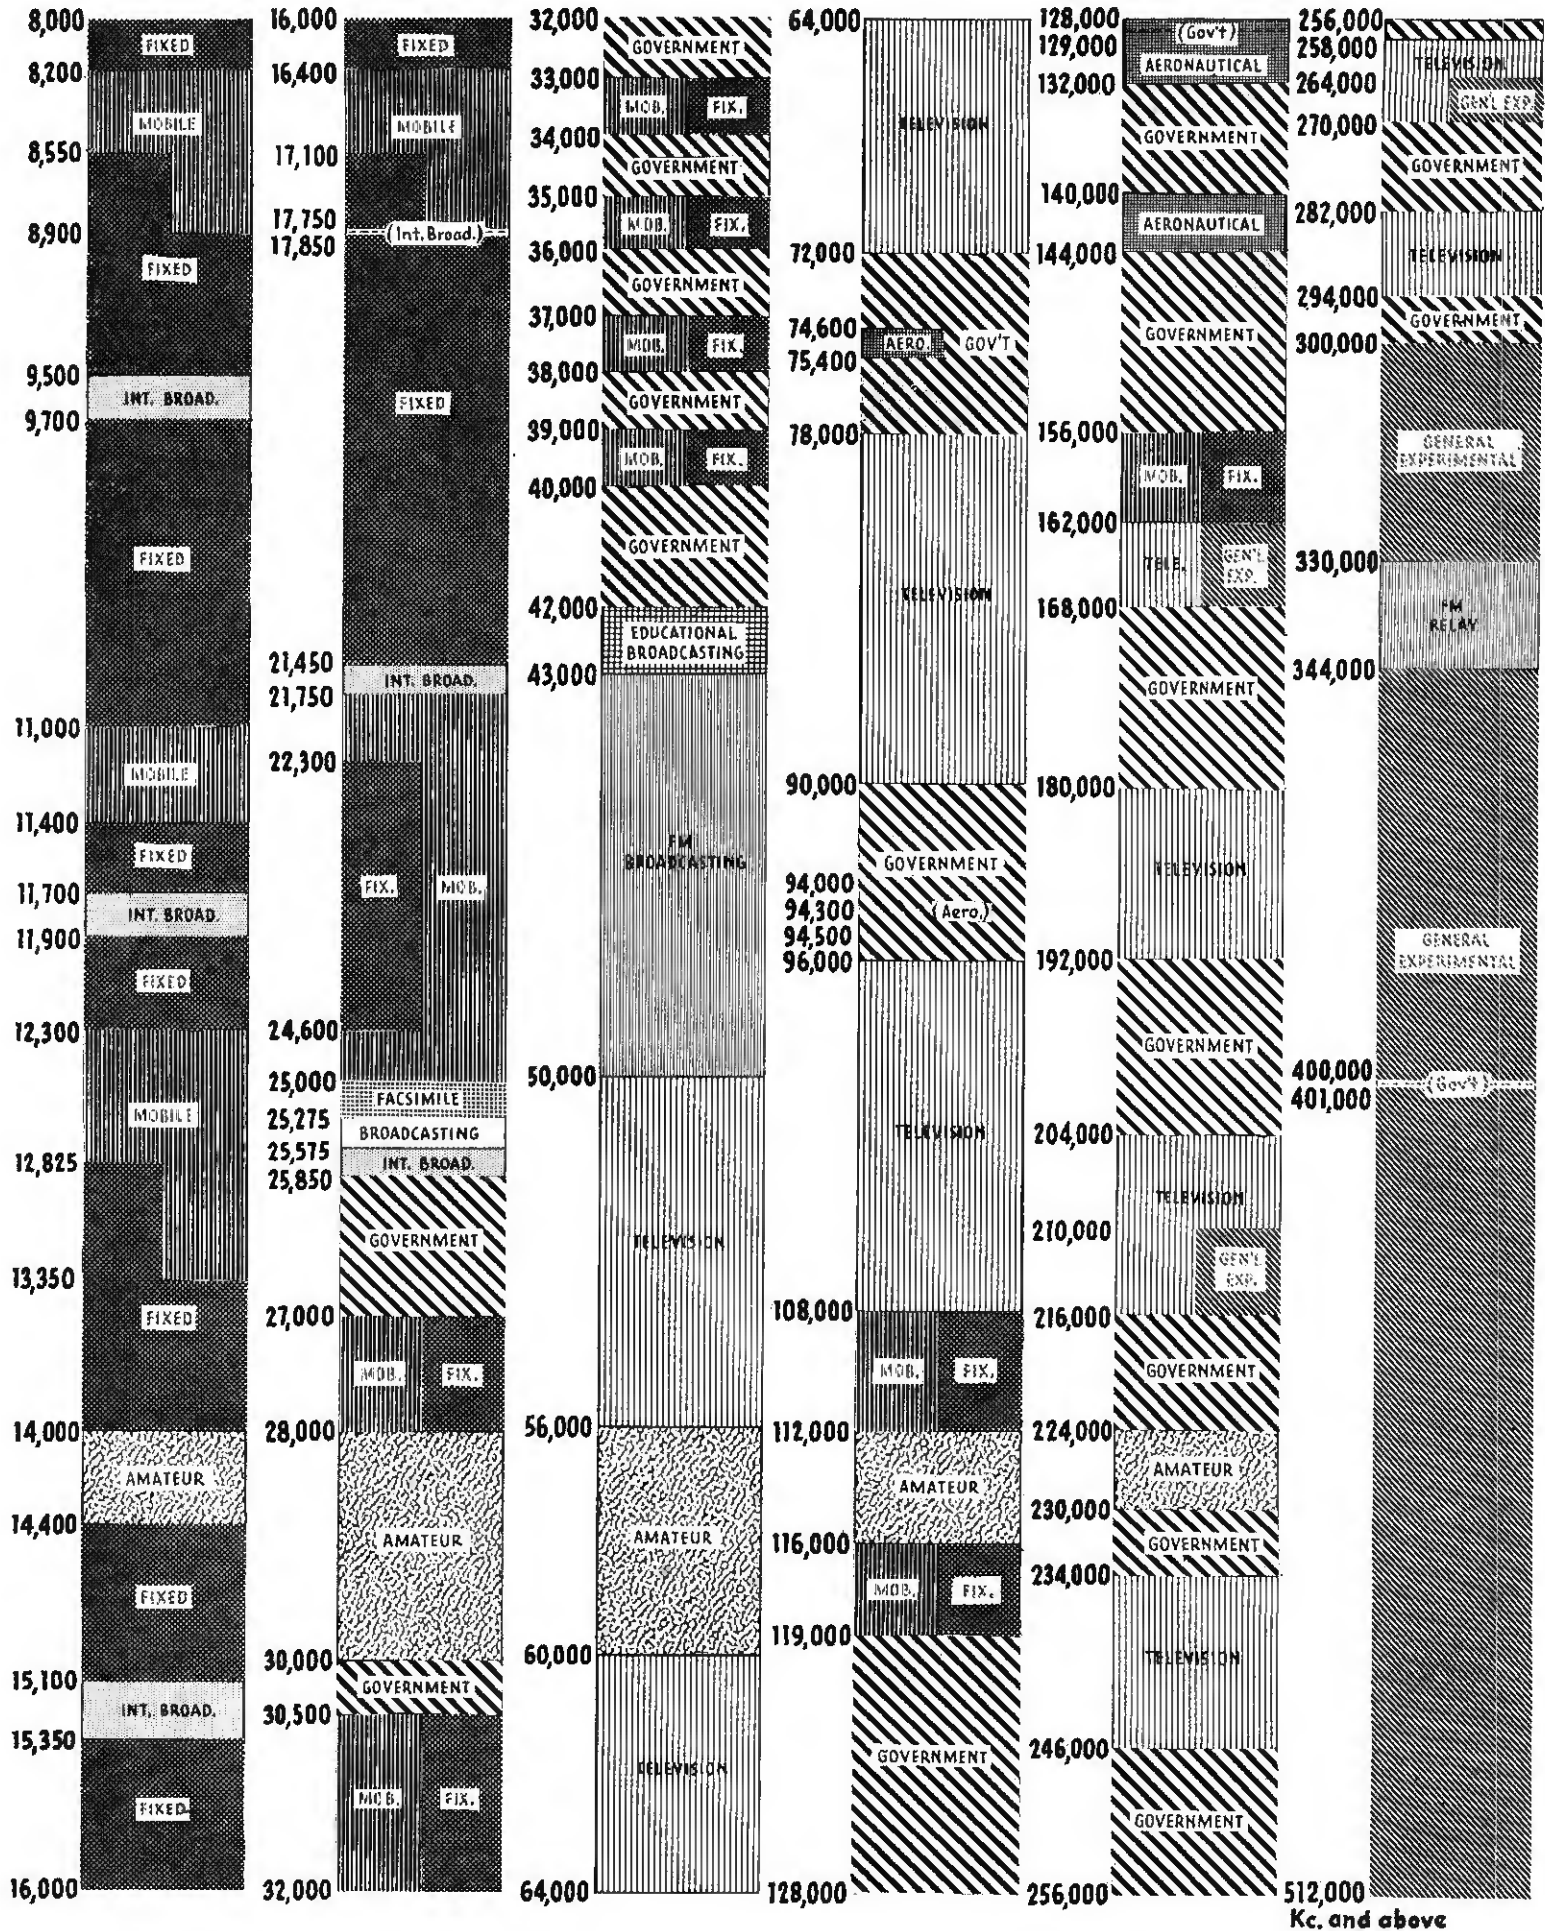 8,000
FIXED
8,200
MOBILE
8,550
8,900
FIXED
9,500
INT. BROAD.
9,700
FIXED
11,000
MOBILE
11,400
FIXED
11,700
INT. BROAD.
11,900
FIXED
12,300
MOBILE
12,825
13,350
FIXED
14,000
AMATEUR
14,400
FIXED
15,100
INT. BROAD.
15,350
FIXED
16,000
16,000
FIXED
16,400
MOBILE
17,100
17,750
(Int. Broad.)
17,850
FIXED
21,450
INT. BROAD.
21,750
22,300
FIX. MOB.
24,600
25,000
FACSIMILE
25,275
BROADCASTING
25,575
INT. BROAD.
25,850
GOVERNMENT
27,000
MOB. FIX.
28,000
AMATEUR
30,000
GOVERNMENT
30,500
MOB. FIX.
32,000
32,000
GOVERNMENT
33,000
MOB. FIX.
34,000
GOVERNMENT
35,000
MOB. FIX.
36,000
GOVERNMENT
37,000
MOB. FIX.
38,000
GOVERNMENT
39,000
MOB. FIX.
40,000
GOVERNMENT
42,000
EDUCATIONAL
BROADCASTING
43,000
FM
BROADCASTING
50,000
TELEVISION
56,000
AMATEUR
60,000
TELEVISION
64,000
64,000
TELEVISION
72,000
74,600
AERO. GOV'T
75,400
78,000
TELEVISION
90,000
GOVERNMENT
94,000
94,300
(Aero.)
94,500
96,000
TELEVISION
108,000
MOB. FIX.
112,000
AMATEUR
116,000
MOB. FIX.
119,000
GOVERNMENT
128,000
128,000
(Gov't)
129,000
AERONAUTICAL
132,000
GOVERNMENT
140,000
AERONAUTICAL
144,000
GOVERNMENT
156,000
MOB. FIX.
162,000
TELE. GEN'L
EXP.
168,000
GOVERNMENT
180,000
TELEVISION
192,000
GOVERNMENT
204,000
TELEVISION
210,000
GEN'L
EXP.
216,000
GOVERNMENT
224,000
AMATEUR
230,000
GOVERNMENT
234,000
TELEVISION
246,000
GOVERNMENT
256,000
256,000
258,000
TELEVISION
264,000
GEN'L EXP.
270,000
GOVERNMENT
282,000
TELEVISION
294,000
GOVERNMENT
300,000
GENERAL
EXPERIMENTAL
330,000
FM
RELAY
344,000
GENERAL
EXPERIMENTAL
400,000
(Gov't)
401,000
512,000
Kc. and above